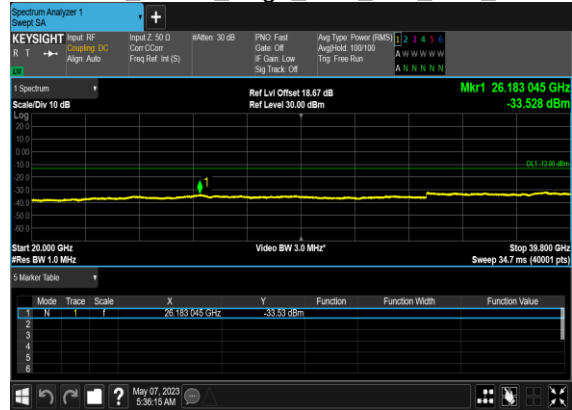 Spectrum Analyzer 1
Swept SA
KEYSIGHT
R T
Input: RF
Coupling: DC
Align: Auto
Input Z: 50 Ω
Corr CCorr
Freq Ref: Int (S)
#Atten: 30 dB
PNO: Fast
Gate: Off
IF Gain: Low
Sig Track: Off
Avg Type: Power (RMS)
Avg|Hold: 100/100
Trig: Free Run
1 2 3 4 5 6
A W W W W W
A N N N N N
1 Spectrum
Scale/Div 10 dB
Ref Lvl Offset 18.67 dB
Ref Level 30.00 dBm
Mkr1 26.183 045 GHz
-33.528 dBm
Log
20.0
10.0
0.00
-10.0
-20.0
-30.0
-40.0
-50.0
-60.0
DL1 -13.00 dBm
1
Start 20.000 GHz
#Res BW 1.0 MHz
Video BW 3.0 MHz*
Stop 39.800 GHz
Sweep 34.7 ms (40001 pts)
5 Marker Table
Mode Trace Scale X Y Function Function Width Function Value
1 N 1 f 26.183 045 GHz -33.53 dBm
2
3
4
5
6
?
May 07, 2023
5:36:15 AM